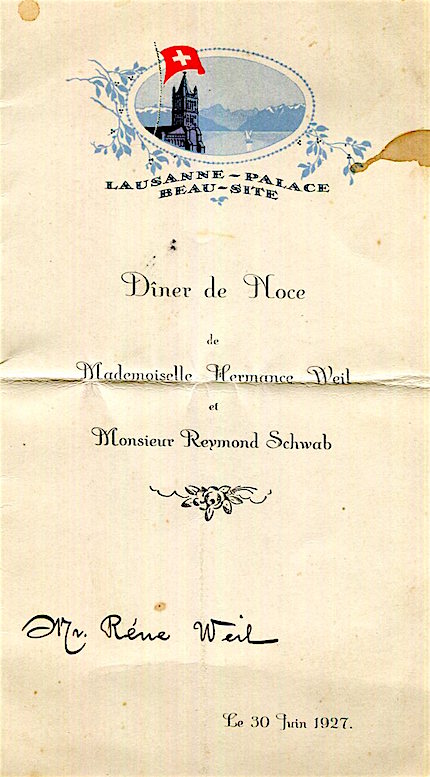 LAUSANNE-PALACE
BEAU-SITE
Dîner de Noce
de
Mademoiselle Hermance Weil
et
Monsieur Reymond Schwab
Mr. Réne Weil
Le 30 Juin 1927.